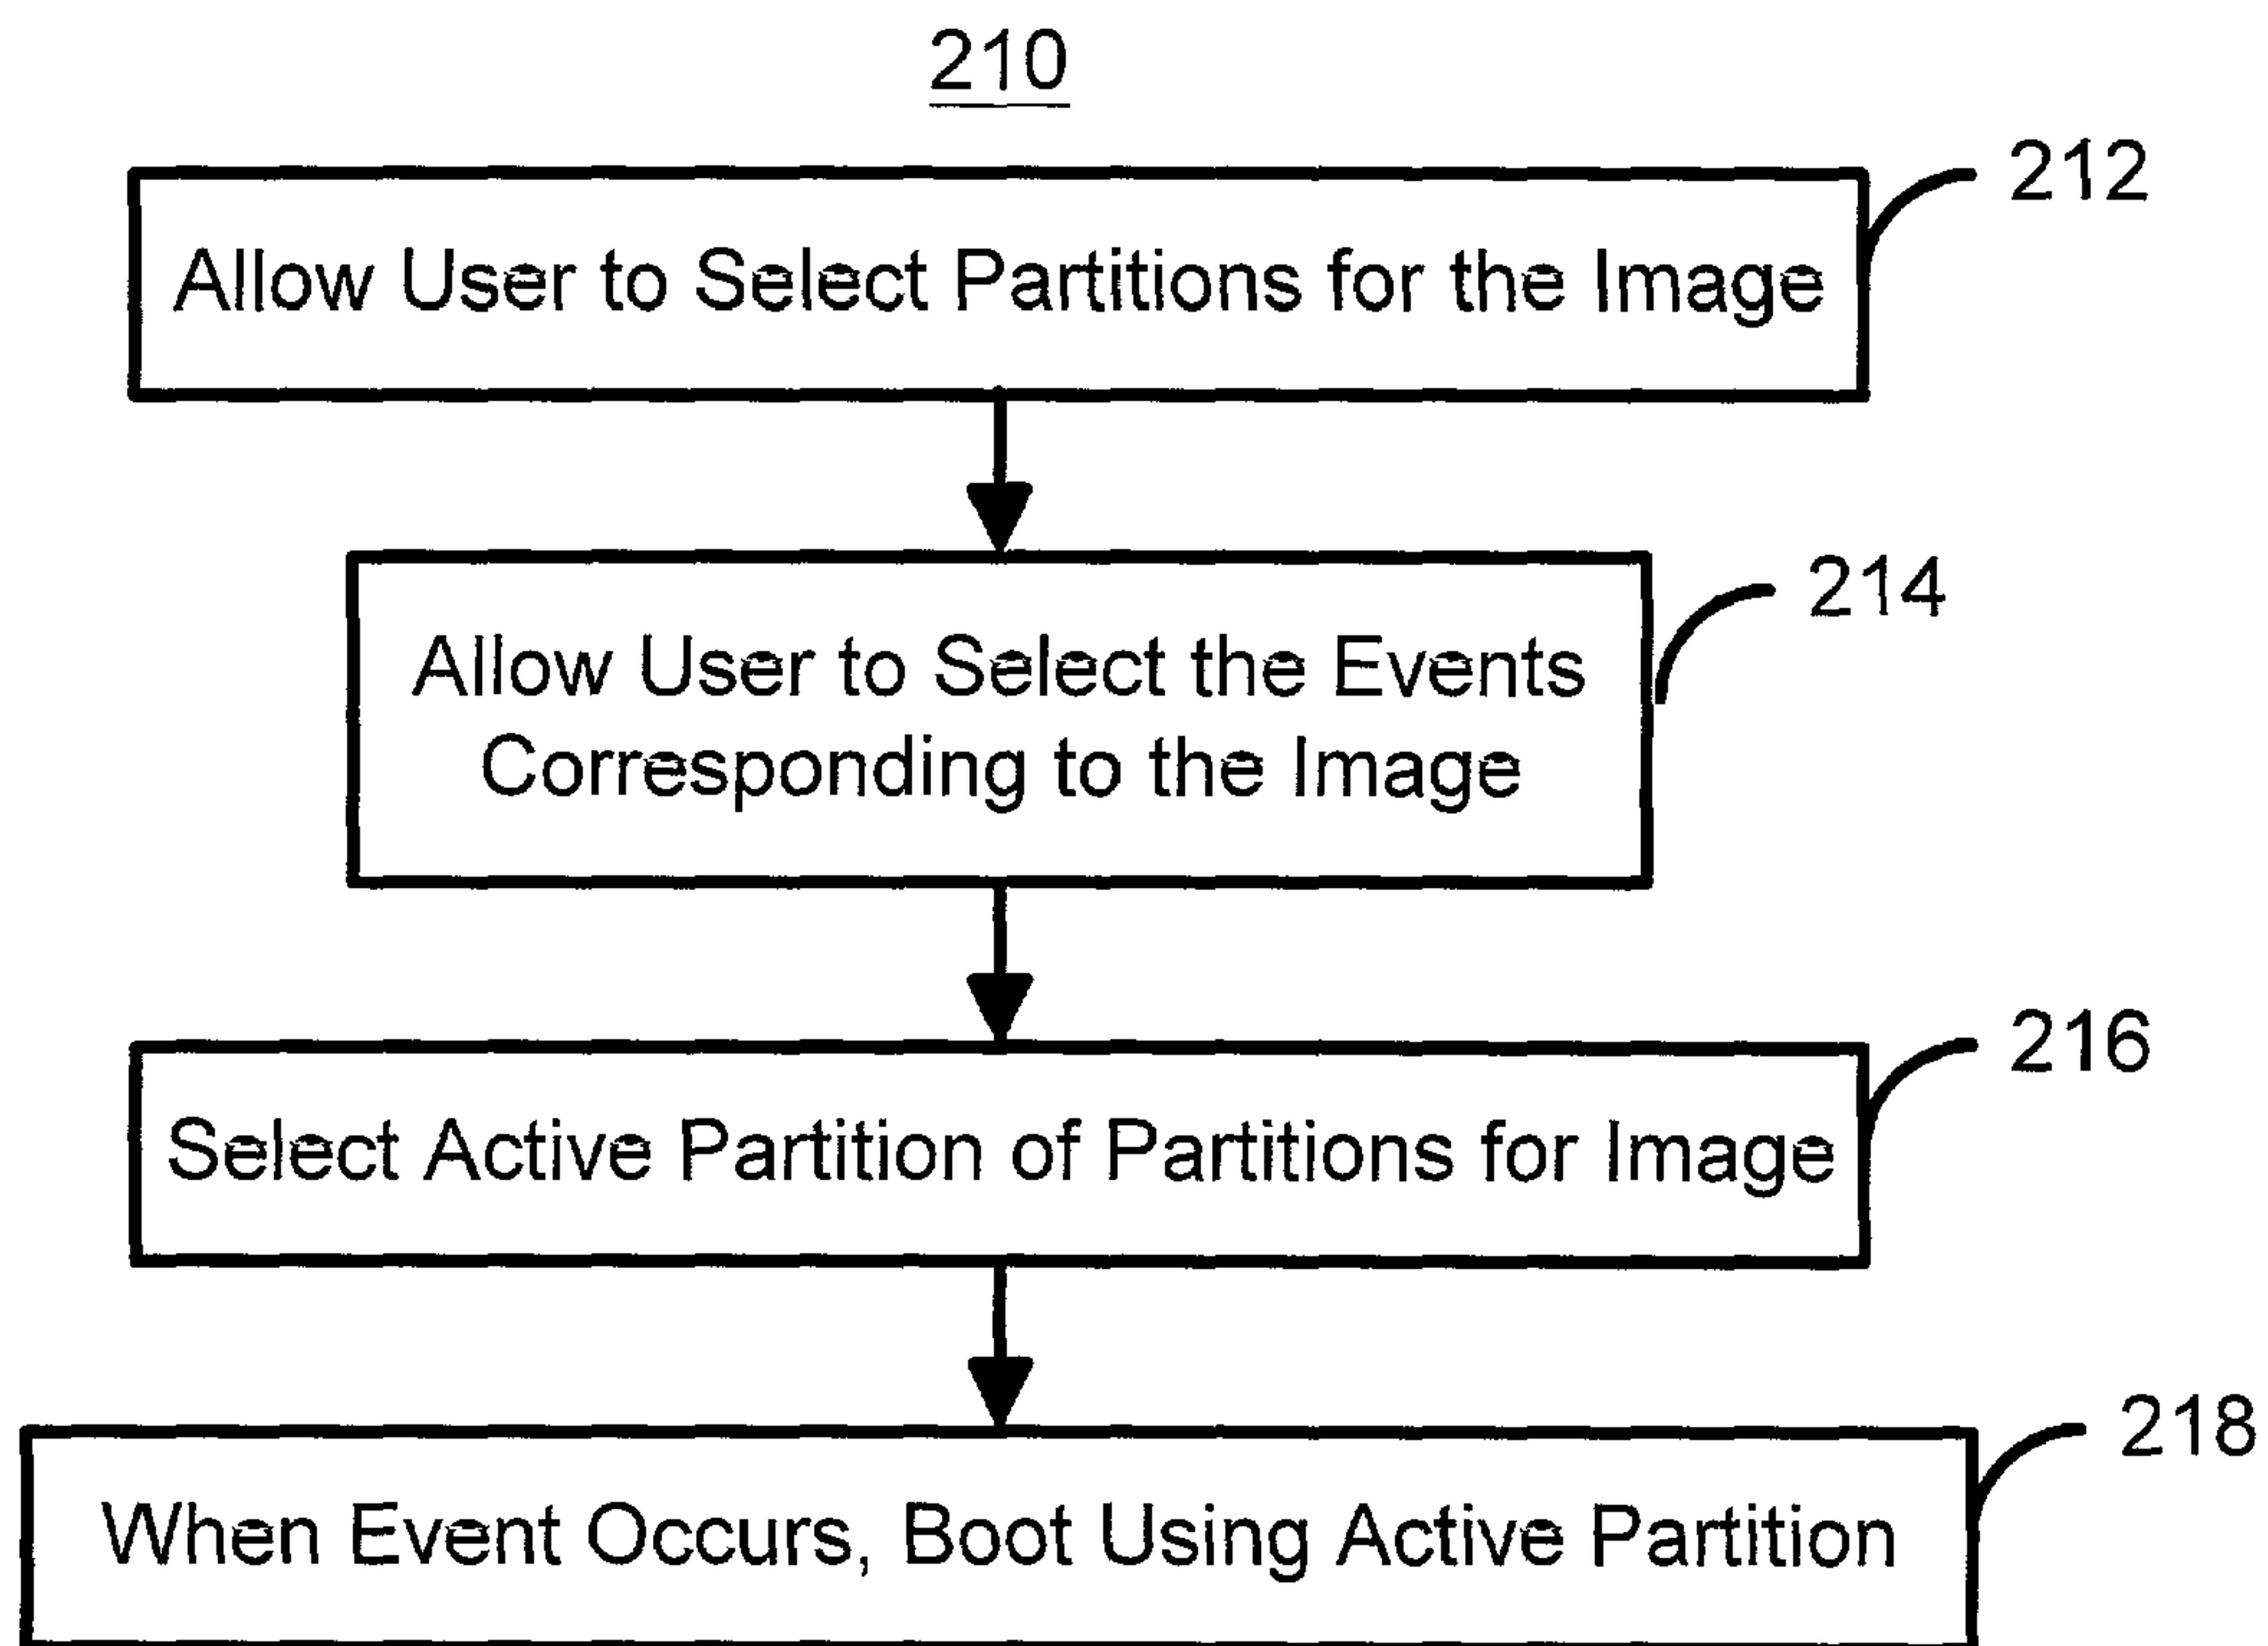 210
212
Allow User to Select Partitions for the Image
214
Allow User to Select the Events
Corresponding to the Image
216
Select Active Partition of Partitions for Image
218
When Event Occurs, Boot Using Active Partition